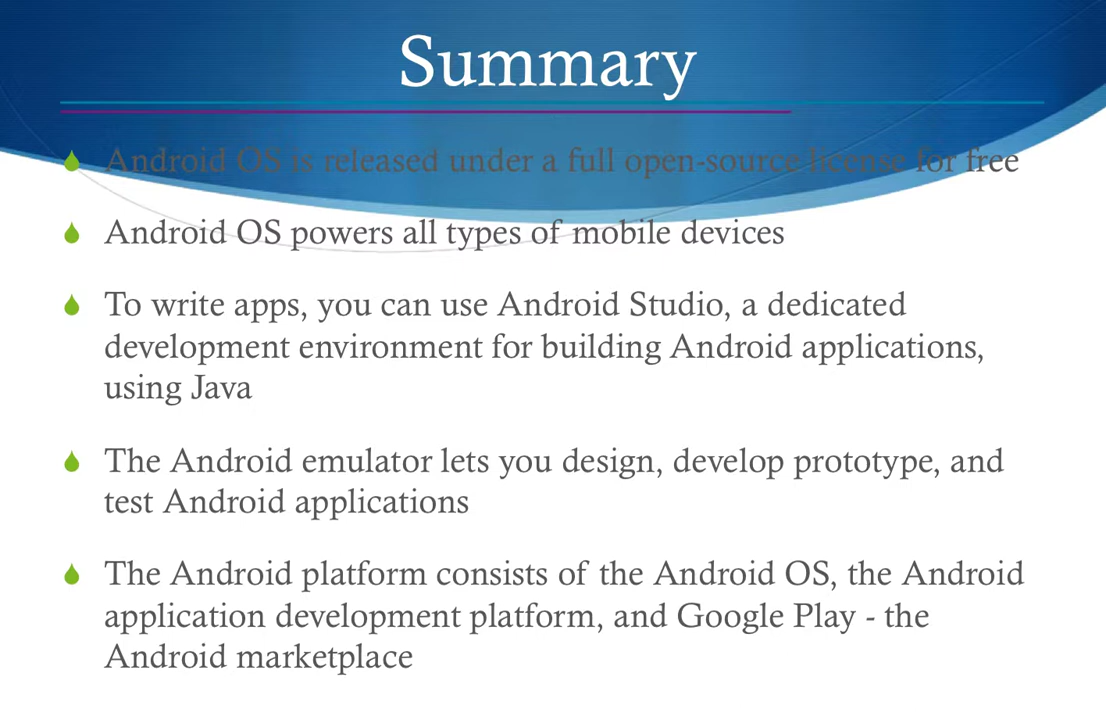 Summary
Android OS is released under a full open-source license for free
Android OS powers all types of mobile devices
To write apps, you can use Android Studio, a dedicated
development environment for building Android applications,
using Java
The Android emulator lets you design, develop prototype, and
test Android applications
The Android platform consists of the Android OS, the Android
application development platform, and Google Play - the
Android marketplace